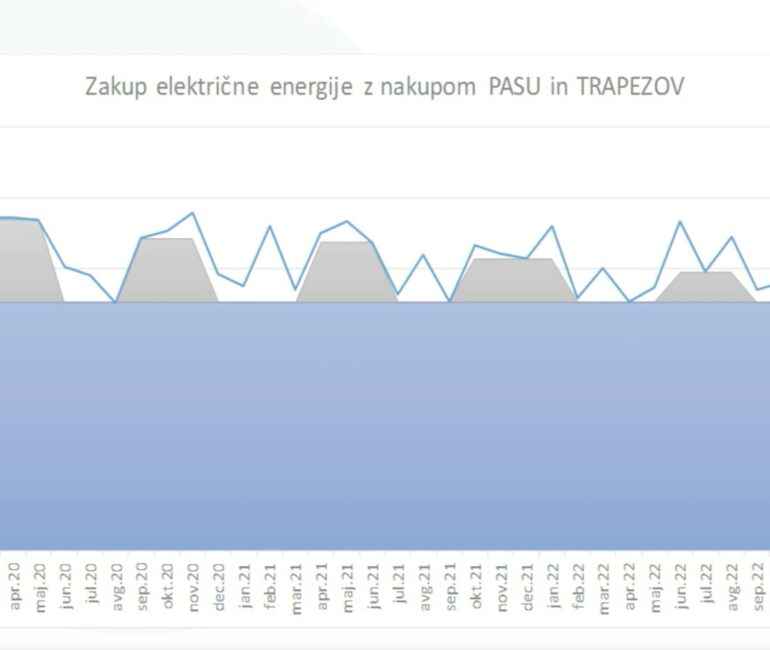 Zakup električne energije z nakupom PASU in TRAPEZOV
apr.20
maj.20
jun.20
jul.20
avg.20
sep.20
okt.20
nov.20
dec.20
jan.21
feb.21
mar.21
apr.21
maj.21
jun.21
jul.21
avg.21
sep.21
okt.21
nov.21
dec.21
jan.22
feb.22
mar.22
apr.22
maj.22
jun.22
jul.22
avg.22
sep.22